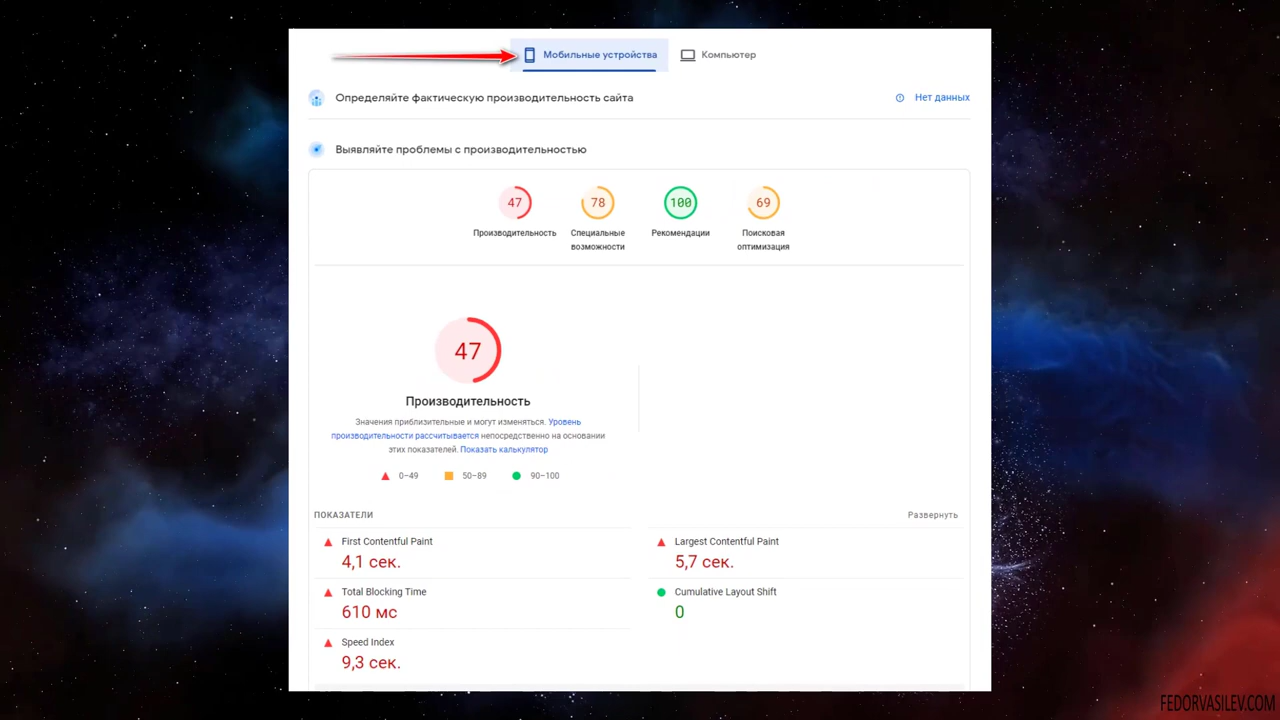 Мобильные устройства
Компьютер
Определяйте фактическую производительность сайта
Нет данных
Выявляйте проблемы с производительностью
47
78
100
69
Производительность
Специальные
возможности
Рекомендации
Поисковая
оптимизация
47
Производительность
Значения приблизительные и могут изменяться. Уровень
производительности рассчитывается непосредственно на основании
этих показателей. Показать калькулятор
0–49
50–89
90–100
ПОКАЗАТЕЛИ
Развернуть
First Contentful Paint
4,1 сек.
Largest Contentful Paint
5,7 сек.
Total Blocking Time
610 мс
Cumulative Layout Shift
0
Speed Index
9,3 сек.
FEDORVASILEV.COM